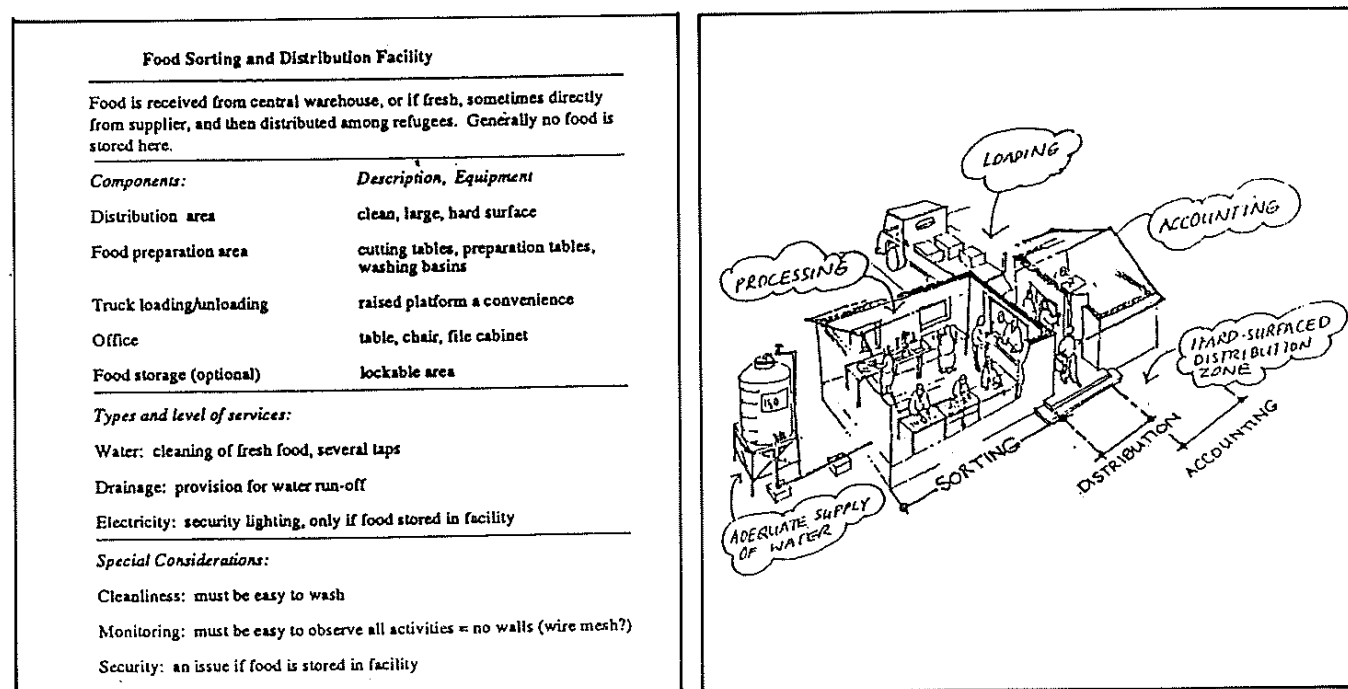 Food Sorting and Distribution Facility
Food is received from central warehouse, or if fresh, sometimes directly
from supplier, and then distributed among refugees. Generally no food is
stored here.
Components: Description, Equipment
Distribution area clean, large, hard surface
Food preparation area cutting tables, preparation tables,
washing basins
Truck loading/unloading raised platform a convenience
Office table, chair, file cabinet
Food storage (optional) lockable area
Types and level of services:
Water: cleaning of fresh food, several taps
Drainage: provision for water run-off
Electricity: security lighting, only if food stored in facility
Special Considerations:
Cleanliness: must be easy to wash
Monitoring: must be easy to observe all activities = no walls (wire mesh?)
Security: an issue if food is stored in facility
LOADING
ACCOUNTING
PROCESSING
HARD-SURFACED
DISTRIBUTION
ZONE
SORTING
DISTRIBUTION
ACCOUNTING
ADEQUATE SUPPLY
OF WATER